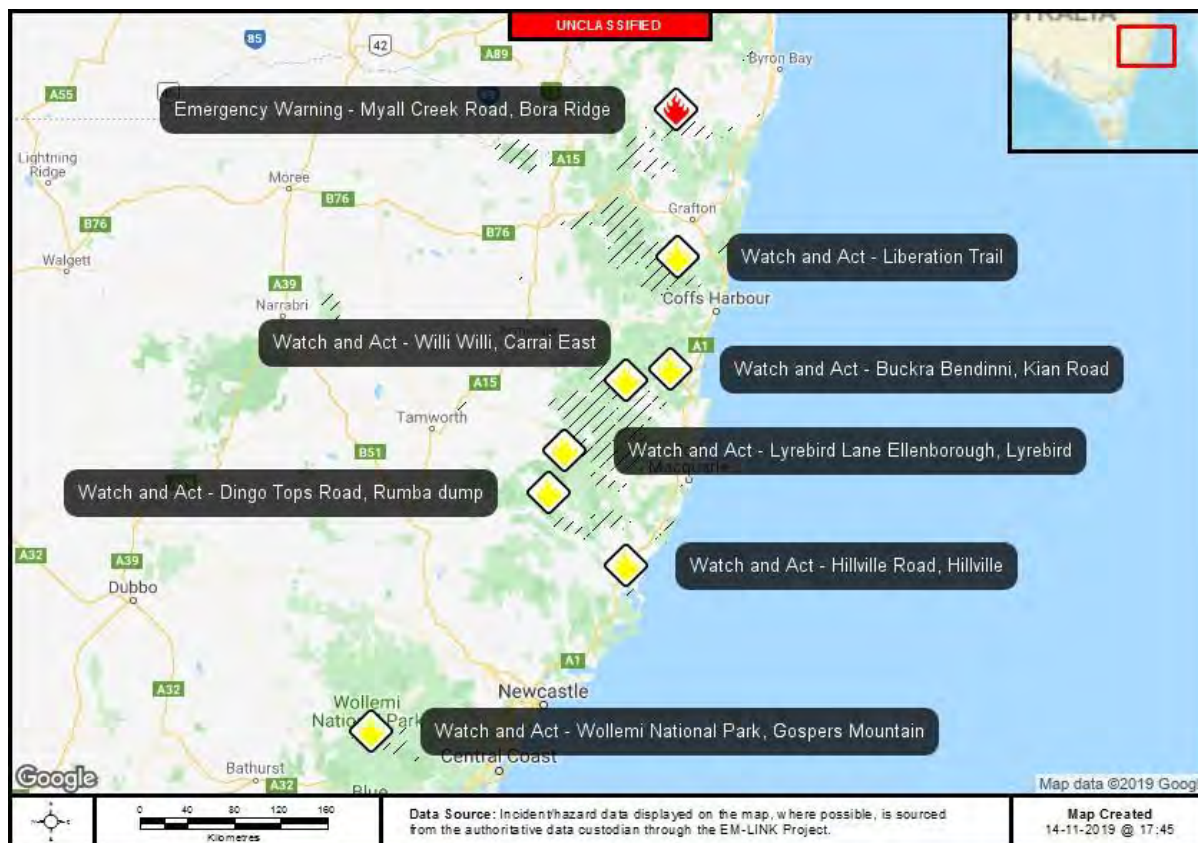 UNCLASSIFIED
STRALIA
85
42
A89
Byron Bay
A55
Emergency Warning - Myall Creek Road, Bora Ridge
Lightning
Ridge
A15
Moree
B76
B76
B76
Grafton
Walgett
A39
Watch and Act - Liberation Trail
Narrabri
Coffs Harbour
Watch and Act - Willi Willi, Carrai East
A1
Watch and Act - Buckra Bendinni, Kian Road
A15
Tamworth
B51
Watch and Act - Lyrebird Lane Ellenborough, Lyrebird
Macquarie
Watch and Act - Dingo Tops Road, Rumba dump
A32
A39
Watch and Act - Hillville Road, Hillville
Dubbo
A1
A32
Newcastle
Wollemi
National Park
Watch and Act - Wollemi National Park, Gospers Mountain
Central Coast
Bathurst
A32
Blue
Google
Map data ©2019 Google
0 40 80 120 160
Kilometres
Data Source: Incident/hazard data displayed on the map, where possible, is sourced
from the authoritative data custodian through the EM-LINK Project.
Map Created
14-11-2019 @ 17:45